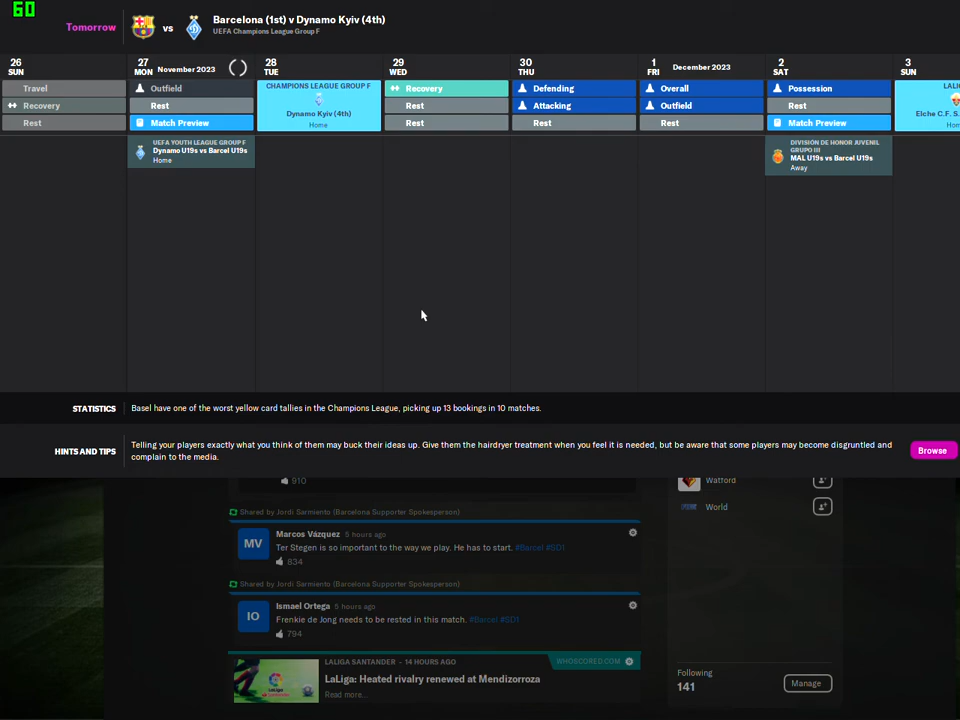 60
Tomorrow
vs
Barcelona (1st) v Dynamo Kyiv (4th)
UEFA Champions League Group F
26
SUN
27
MON November 2023
28
TUE
29
WED
30
THU
1
FRI December 2023
2
SAT
3
SUN
Travel
Recovery
Rest
Outfield
Rest
Match Preview
CHAMPIONS LEAGUE GROUP F
Dynamo Kyiv (4th)
Home
Recovery
Rest
Rest
Defending
Attacking
Rest
Overall
Outfield
Rest
Possession
Rest
Match Preview
LALI
Elche C.F. S.
Hom
UEFA YOUTH LEAGUE GROUP F
Dynamo U19s vs Barcel U19s
Home
DIVISIÓN DE HONOR JUVENIL
GRUPO III
MAL U19s vs Barcel U19s
Away
STATISTICS
Basel have one of the worst yellow card tallies in the Champions League, picking up 13 bookings in 10 matches.
HINTS AND TIPS
Telling your players exactly what you think of them may buck their ideas up. Give them the hairdryer treatment when you feel it is needed, but be aware that some players may become disgruntled and
complain to the media.
Browse
910
Watford
World
Shared by Jordi Sarmiento (Barcelona Supporter Spokesperson)
MV
Marcos Vázquez 5 hours ago
Ter Stegen is so important to the way we play. He has to start. #Barcel #SD1
834
Shared by Jordi Sarmiento (Barcelona Supporter Spokesperson)
IO
Ismael Ortega 5 hours ago
Frenkie de Jong needs to be rested in this match. #Barcel #SD1
794
LALIGA SANTANDER - 14 HOURS AGO
WHOSCORED.COM
LaLiga: Heated rivalry renewed at Mendizorroza
Read more...
Following
141
Manage